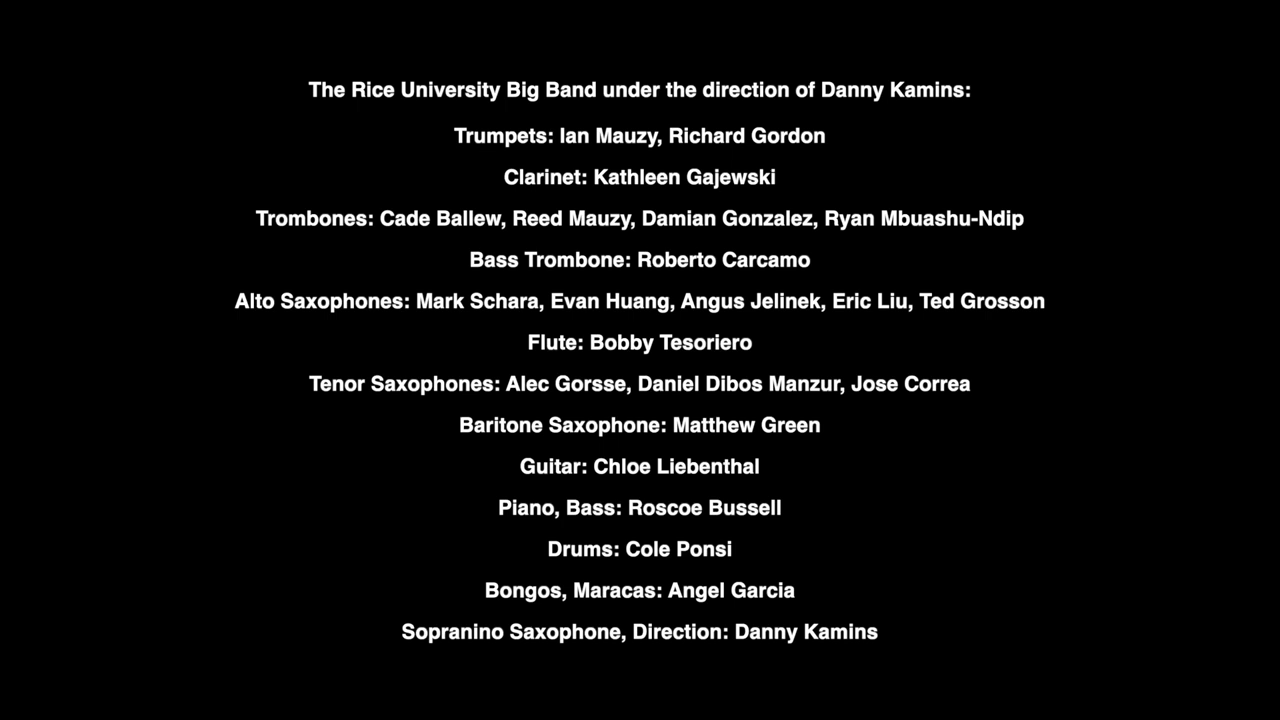 The Rice University Big Band under the direction of Danny Kamins:
Trumpets: Ian Mauzy, Richard Gordon
Clarinet: Kathleen Gajewski
Trombones: Cade Ballew, Reed Mauzy, Damian Gonzalez, Ryan Mbuashu-Ndip
Bass Trombone: Roberto Carcamo
Alto Saxophones: Mark Schara, Evan Huang, Angus Jelinek, Eric Liu, Ted Grosson
Flute: Bobby Tesoriero
Tenor Saxophones: Alec Gorsse, Daniel Dibos Manzur, Jose Correa
Baritone Saxophone: Matthew Green
Guitar: Chloe Liebenthal
Piano, Bass: Roscoe Bussell
Drums: Cole Ponsi
Bongos, Maracas: Angel Garcia
Sopranino Saxophone, Direction: Danny Kamins